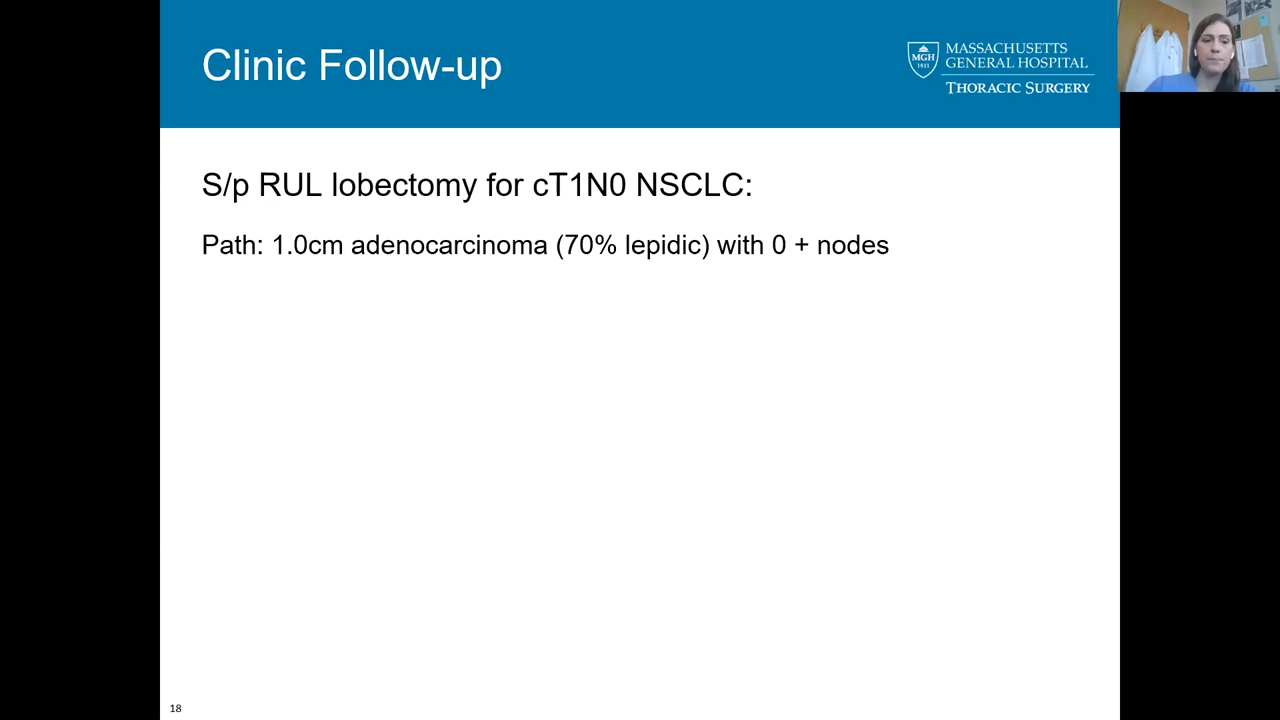 Clinic Follow-up
MGH
1811
MASSACHUSETTS
GENERAL HOSPITAL
THORACIC SURGERY
S/p RUL lobectomy for cT1N0 NSCLC:
Path: 1.0cm adenocarcinoma (70% lepidic) with 0 + nodes
18